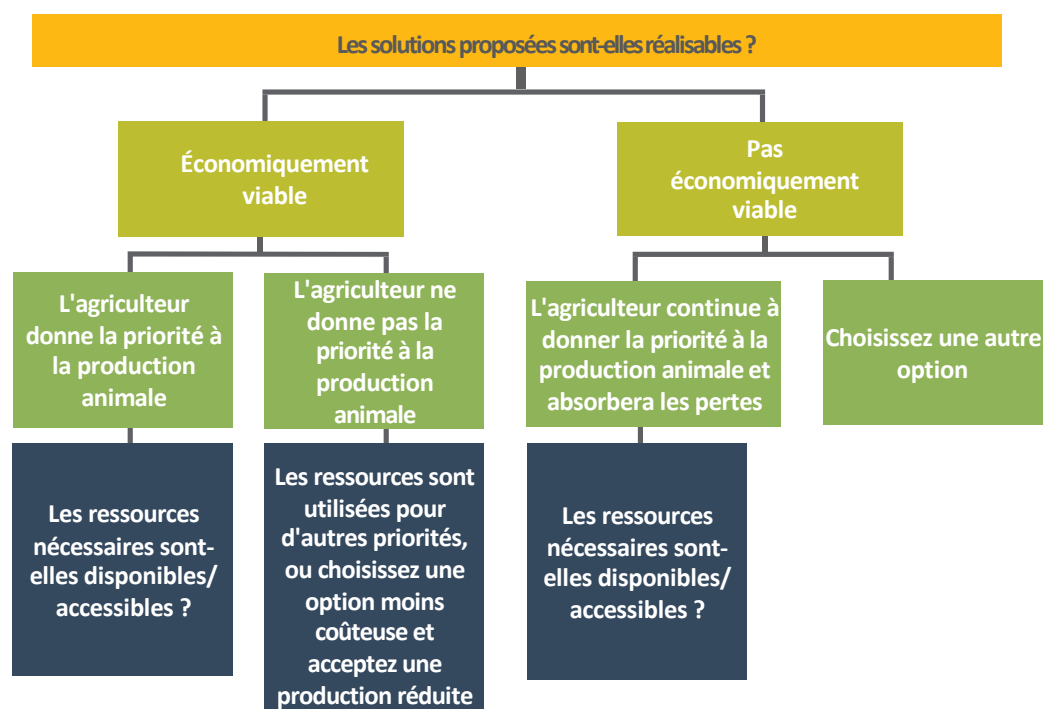 Les solutions proposées sont-elles réalisables ?
Économiquement
viable
Pas
économiquement
viable
L'agriculteur
donne la priorité à
la production
animale
L'agriculteur ne
donne pas la
priorité à la
production
animale
L'agriculteur continue à
donner la priorité à la
production animale et
absorbera les pertes
Choisissez une autre
option
Les ressources
nécessaires sont-
elles disponibles/
accessibles ?
Les ressources sont
utilisées pour
d'autres priorités,
ou choisissez une
option moins
coûteuse et
acceptez une
production réduite
Les ressources
nécessaires sont-
elles disponibles/
accessibles ?